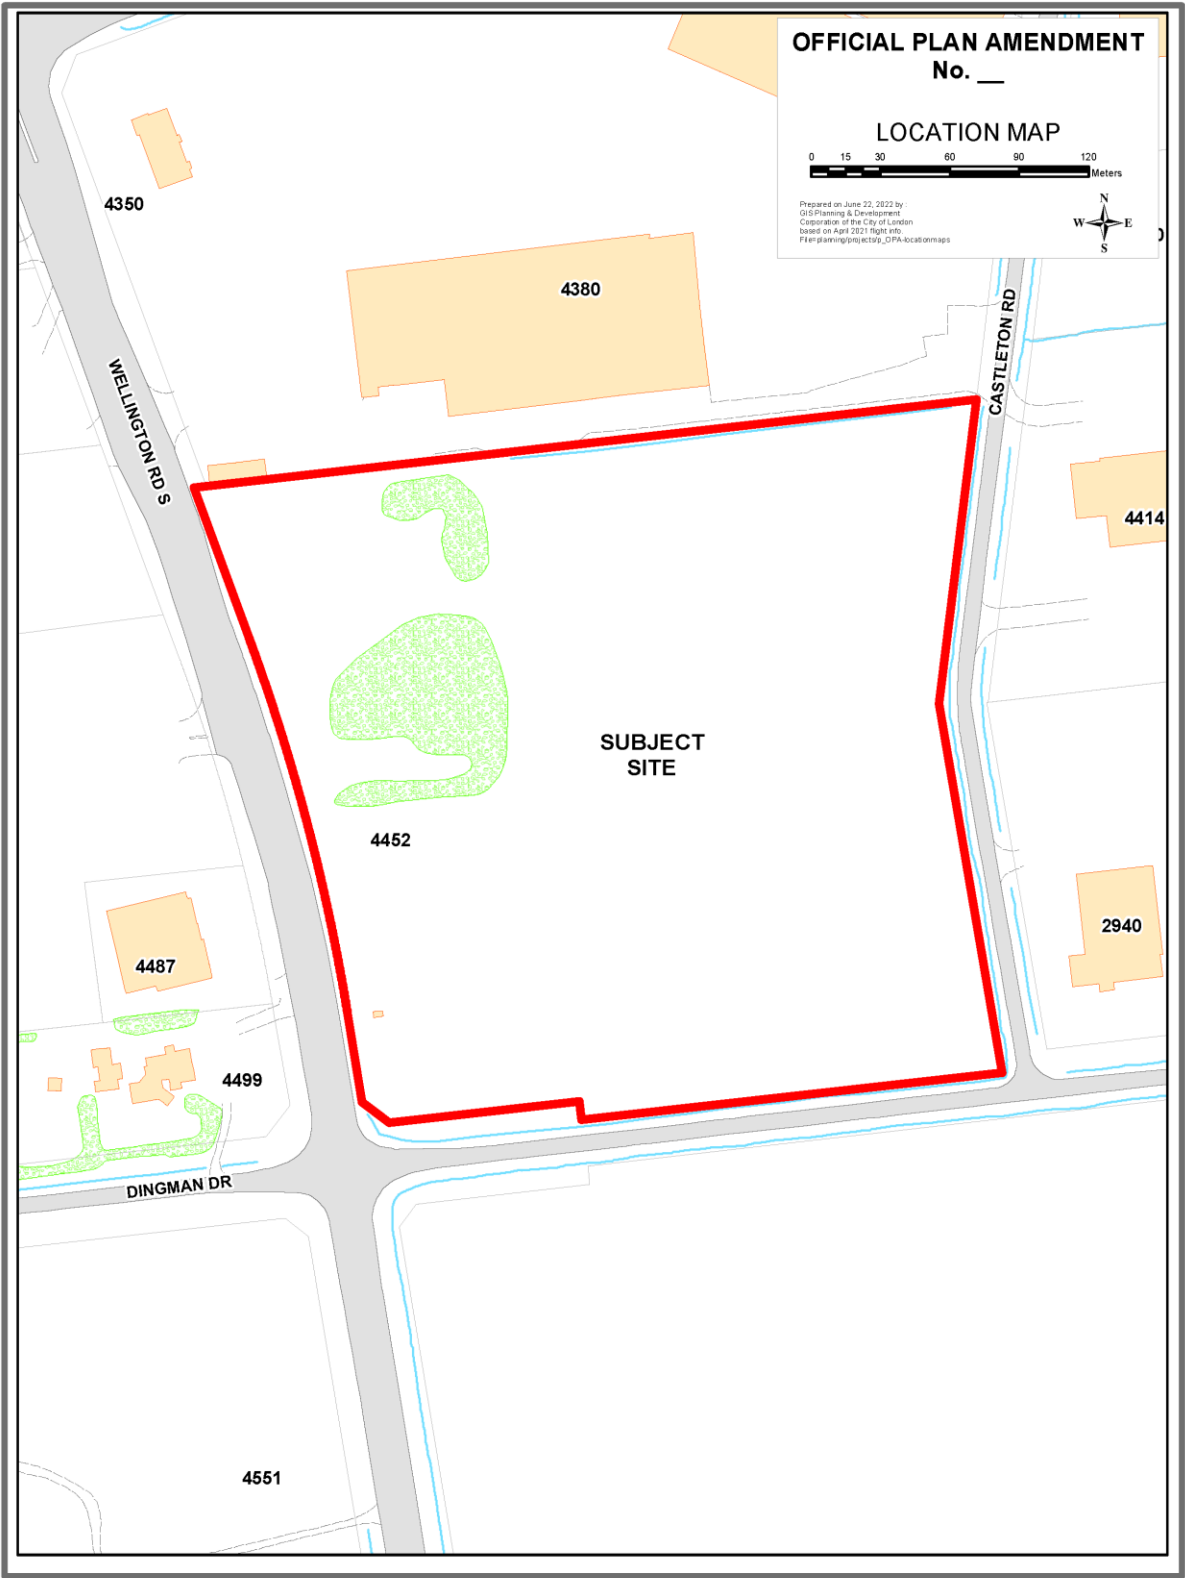 OFFICIAL PLAN AMENDMENT
No. __
LOCATION MAP
0 15 30 60 90 120
Meters
Prepared on June 22, 2022 by :
GIS Planning & Development
Corporation of the City of London
based on April 2021 flight info.
File=planning/projects/p_OPA-locationmaps
N
W E
S
4350
4380
CASTLETON RD
WELLINGTON RD S
4414
SUBJECT
SITE
4452
2940
4487
4499
DINGMAN DR
4551